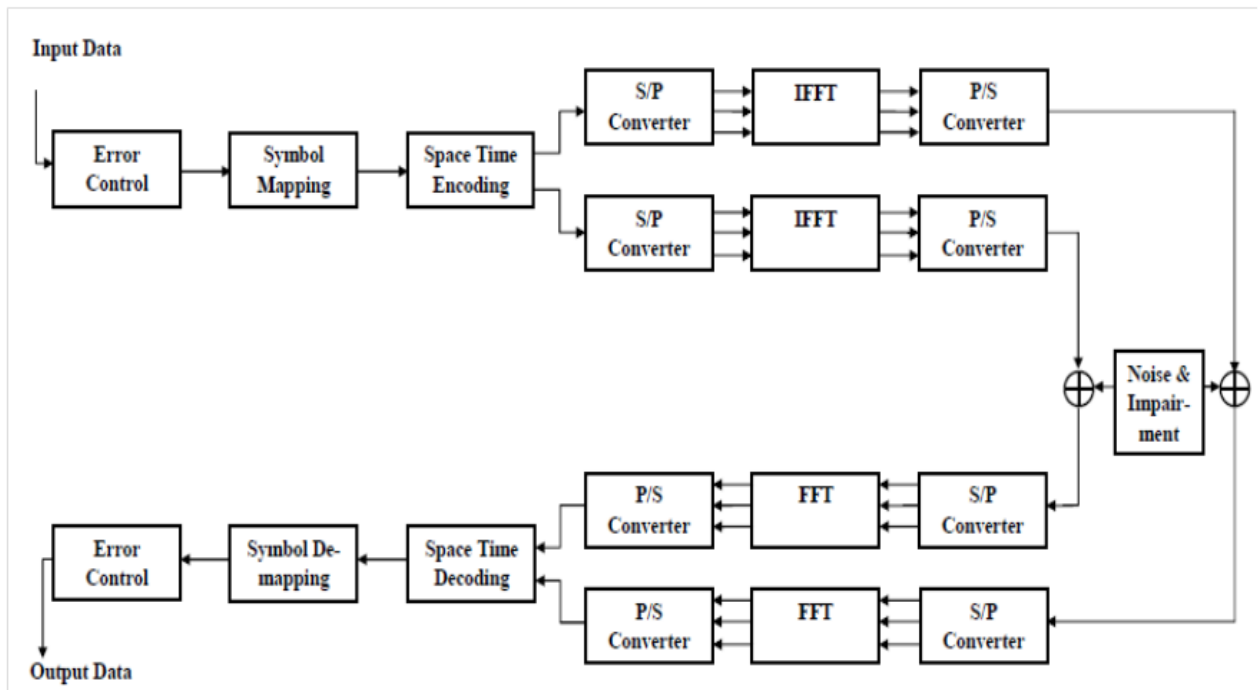 Input Data
S/P
Converter
IFFT
P/S
Converter
Error
Control
Symbol
Mapping
Space Time
Encoding
S/P
Converter
IFFT
P/S
Converter
Noise &
Impair-
ment
P/S
Converter
FFT
S/P
Converter
Error
Control
Symbol De-
mapping
Space Time
Decoding
P/S
Converter
FFT
S/P
Converter
Output Data